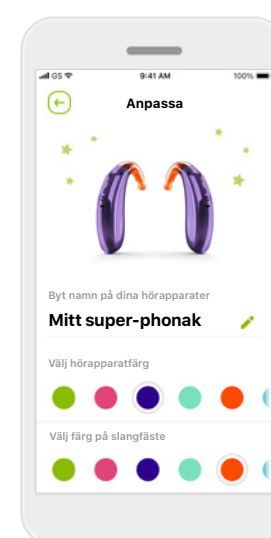 GS 9:41 AM 100%
Anpassa
Byt namn på dina hörapparater
Mitt super-phonak
Välj hörapparatfärg
Välj färg på slangfäste